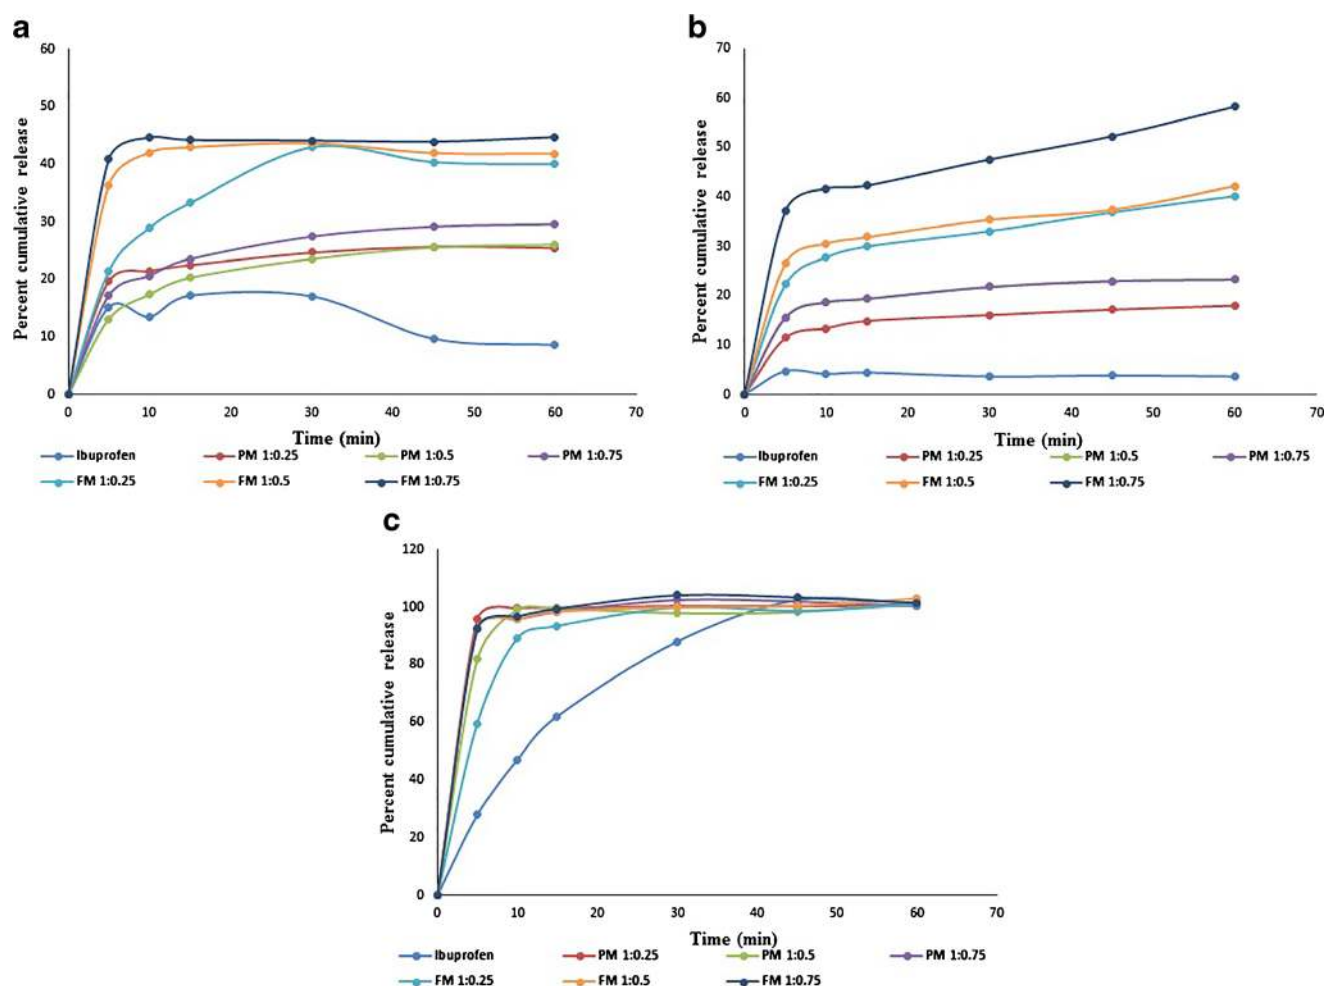 a
60
50
40
30
20
10
0
Percent cumulative release
0 10 20 30 40 50 60 70
Time (min)
Ibuprofen PM 1:0.25 PM 1:0.5 PM 1:0.75
FM 1:0.25 FM 1:0.5 FM 1:0.75
b
70
60
50
40
30
20
10
0
Percent cumulative release
0 10 20 30 40 50 60 70
Time (min)
Ibuprofen PM 1:0.25 PM 1:0.5 PM 1:0.75
FM 1:0.25 FM 1:0.5 FM 1:0.75
c
120
100
80
60
40
20
0
Percent cumulative release
0 10 20 30 40 50 60 70
Time (min)
Ibuprofen PM 1:0.25 PM 1:0.5 PM 1:0.75
FM 1:0.25 FM 1:0.5 FM 1:0.75